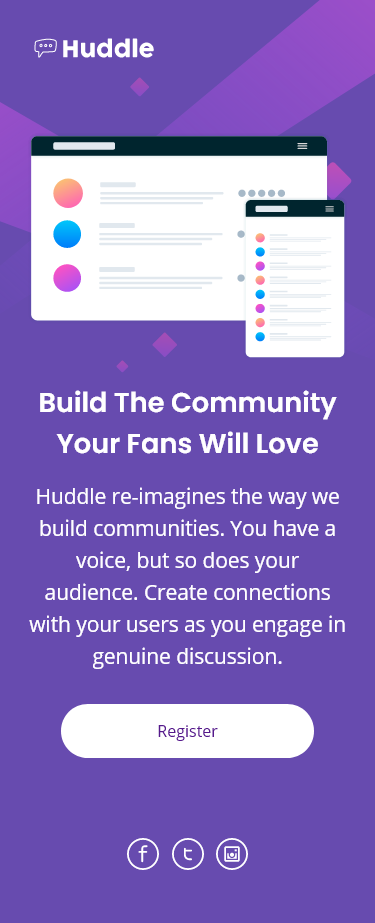 Huddle
Build The Community
Your Fans Will Love
Huddle re-imagines the way we
build communities. You have a
voice, but so does your
audience. Create connections
with your users as you engage in
genuine discussion.
Register